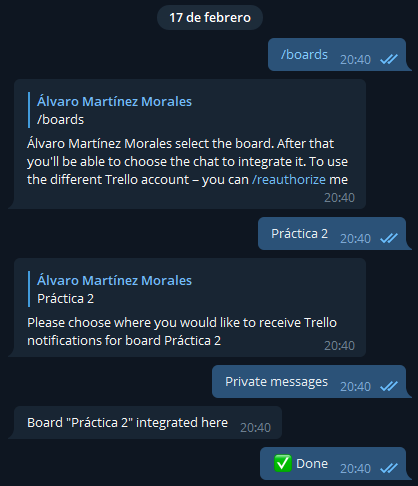 17 de febrero
/boards 20:40
Álvaro Martínez Morales
/boards
Álvaro Martínez Morales select the board. After that
you'll be able to choose the chat to integrate it. To use
the different Trello account – you can /reauthorize me
20:40
Práctica 2 20:40
Álvaro Martínez Morales
Práctica 2
Please choose where you would like to receive Trello
notifications for board Práctica 2
20:40
Private messages 20:40
Board "Práctica 2" integrated here 20:40
✅ Done 20:40